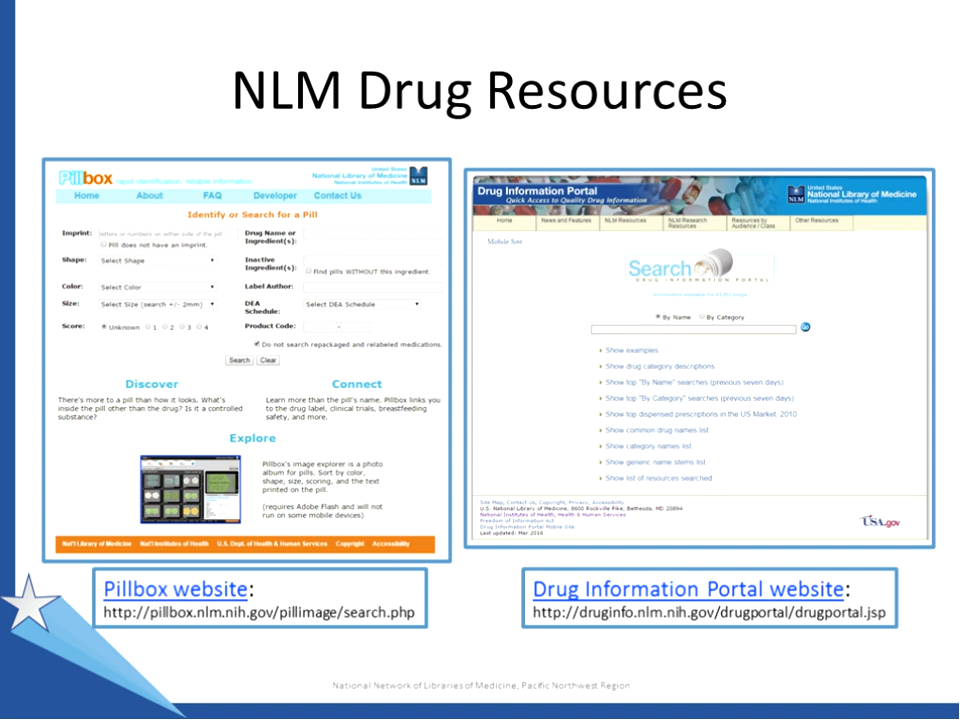 NLM Drug Resources
Pillbox rapid identification, reliable information
United States
National Library of Medicine
National Institutes of Health
NLM
Home About FAQ Developer Contact Us
Identify or Search for a Pill
Imprint: letters or numbers on either side of the pill
Pill does not have an imprint.
Drug Name or
Ingredient(s):
Shape: Select Shape
Inactive
Ingredient(s):
Find pills WITHOUT this ingredient.
Color: Select Color
Label Author:
Size: Select Size (search +/- 2mm)
DEA
Schedule:
Select DEA Schedule
Score: Unknown 1 2 3 4
Product Code: -
Do not search repackaged and relabeled medications.
Search Clear
Discover
There's more to a pill than how it looks. What's
inside the pill other than the drug? Is it a controlled
substance?
Connect
Learn more than the pill's name. Pillbox links you
to the drug label, clinical trials, breastfeeding
safety, and more.
Explore
Pillbox's image explorer is a photo
album for pills. Sort by color,
shape, size, scoring, and the text
printed on the pill.
(requires Adobe Flash and will not
run on some mobile devices)
Nat'l Library of Medicine Nat'l Institutes of Health U.S. Dept. of Health & Human Services Copyright Accessibility
Drug Information Portal
Quick Access to Quality Drug Information
NLM
United States
National Library of Medicine
National Institutes of Health
Home News and Features NLM Resources NLM Research
Resources Resources by
Audience / Class Other Resources
Mobile Site
Search
DRUG INFORMATION PORTAL
By Name By Category
Go
Show examples
Show drug category descriptions
Show top "By Name" searches (previous seven days)
Show top "By Category" searches (previous seven days)
Show top dispensed prescriptions in the US Market, 2010
Show common drug names list
Show category names list
Show generic name stems list
Show list of resources searched
Site Map, Contact Us, Copyright, Privacy, Accessibility
U.S. National Library of Medicine, 8600 Rockville Pike, Bethesda, MD 20894
National Institutes of Health, Health & Human Services
Freedom of Information Act
Drug Information Portal Mobile Site
Last updated: Mar 2016
USA.gov
Pillbox website:
http://pillbox.nlm.nih.gov/pillimage/search.php
Drug Information Portal website:
http://druginfo.nlm.nih.gov/drugportal/drugportal.jsp
National Network of Libraries of Medicine, Pacific Northwest Region